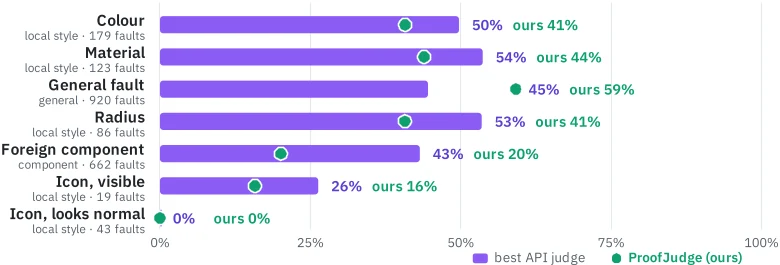 Colour
local style · 179 faults
50% ours 41%
Material
local style · 123 faults
54% ours 44%
General fault
general · 920 faults
45% ours 59%
Radius
local style · 86 faults
53% ours 41%
Foreign component
component · 662 faults
43% ours 20%
Icon, visible
local style · 19 faults
26% ours 16%
Icon, looks normal
local style · 43 faults
0% ours 0%
0% 25% 50% 75% 100%
best API judge ProofJudge (ours)